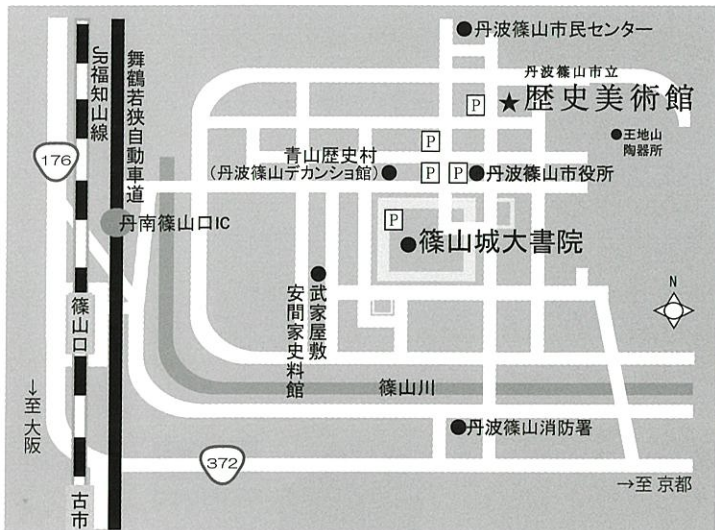 丹波篠山市民センター
丹波篠山市立
歴史美術館
P
王地山
陶器所
JR福知山線
舞鶴若狭自動車道
176
P
青山歴史村
(丹波篠山デカンショ館)
P
P
丹波篠山市役所
丹南篠山口IC
P
篠山城大書院
N
武家屋敷
安間家史料館
篠山口
篠山川
↓至 大阪
丹波篠山消防署
372
→至 京都
古市